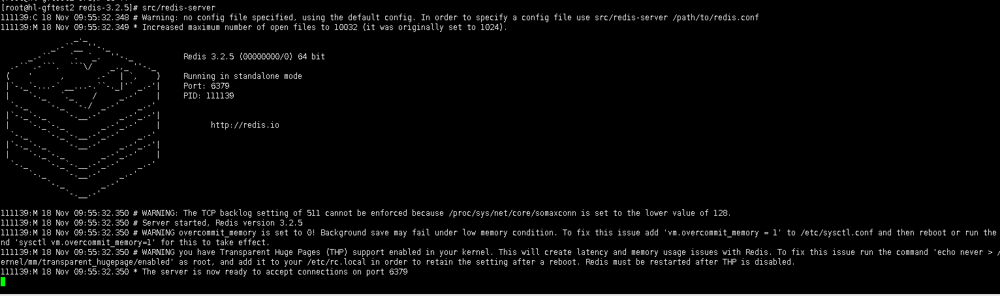 [root@hl-gftest2 redis-3.2.5]# src/redis-server
111139:C 18 Nov 09:55:32.348 # Warning: no config file specified, using the default config. In order to specify a config file use src/redis-server /path/to/redis.conf
111139:M 18 Nov 09:55:32.349 * Increased maximum number of open files to 10032 (it was originally set to 1024).
Redis 3.2.5 (00000000/0) 64 bit
Running in standalone mode
Port: 6379
PID: 111139
http://redis.io
111139:M 18 Nov 09:55:32.350 # WARNING: The TCP backlog setting of 511 cannot be enforced because /proc/sys/net/core/somaxconn is set to the lower value of 128.
111139:M 18 Nov 09:55:32.350 # Server started, Redis version 3.2.5
111139:M 18 Nov 09:55:32.350 # WARNING overcommit_memory is set to 0! Background save may fail under low memory condition. To fix this issue add 'vm.overcommit_memory = 1' to /etc/sysctl.conf and then reboot or run the
nd 'sysctl vm.overcommit_memory=1' for this to take effect.
111139:M 18 Nov 09:55:32.350 # WARNING you have Transparent Huge Pages (THP) support enabled in your kernel. This will create latency and memory usage issues with Redis. To fix this issue run the command 'echo never > /
ernel/mm/transparent_hugepage/enabled' as root, and add it to your /etc/rc.local in order to retain the setting after a reboot. Redis must be restarted after THP is disabled.
111139:M 18 Nov 09:55:32.350 * The server is now ready to accept connections on port 6379